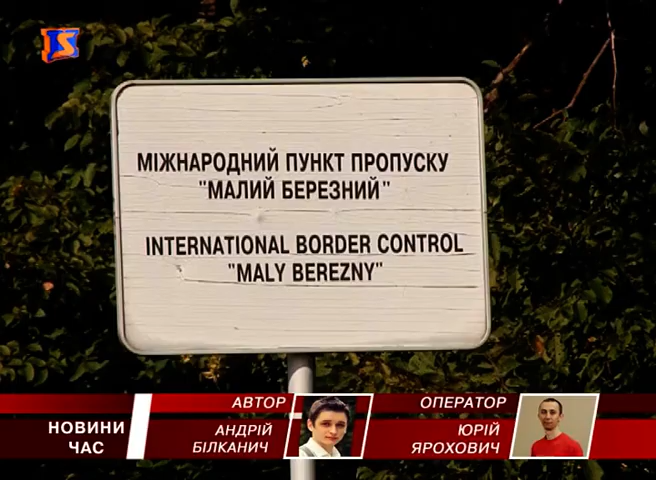 МІЖНАРОДНИЙ ПУНКТ ПРОПУСКУ
"МАЛИЙ БЕРЕЗНИЙ"
INTERNATIONAL BORDER CONTROL
"MALY BEREZNY"
НОВИНИ
ЧАС
АВТОР
АНДРІЙ
БІЛКАНИЧ
ОПЕРАТОР
ЮРІЙ
ЯРОХОВИЧ